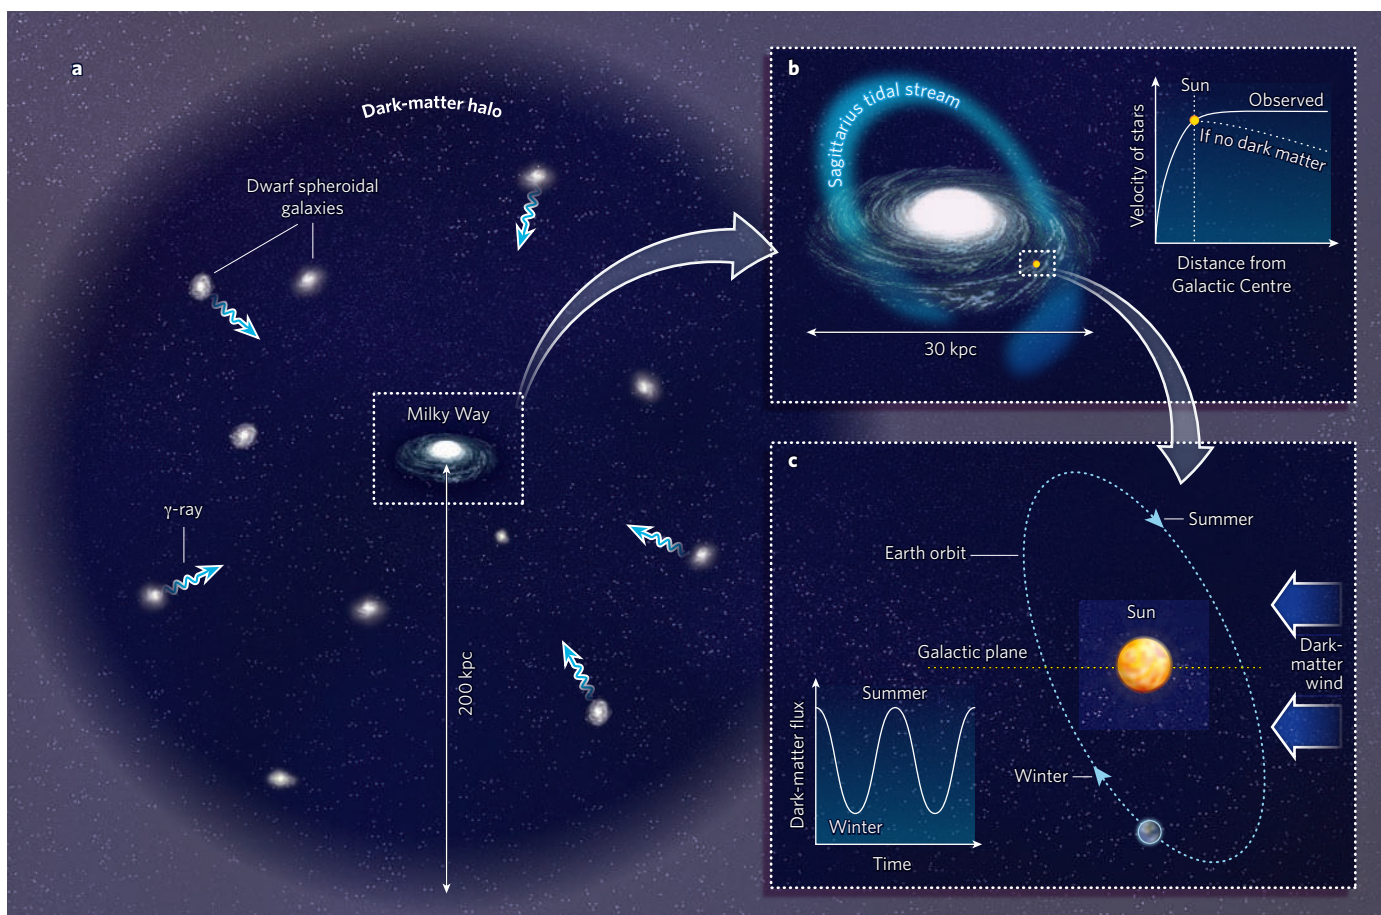 a
Dark-matter halo
Dwarf spheroidal
galaxies
Milky Way
γ-ray
200 kpc
b
Sagittarius tidal stream
30 kpc
Velocity of stars
Sun
Observed
If no dark matter
Distance from
Galactic Centre
c
Summer
Earth orbit
Sun
Galactic plane
Dark-
matter
wind
Winter
Dark-matter flux
Summer
Winter
Time